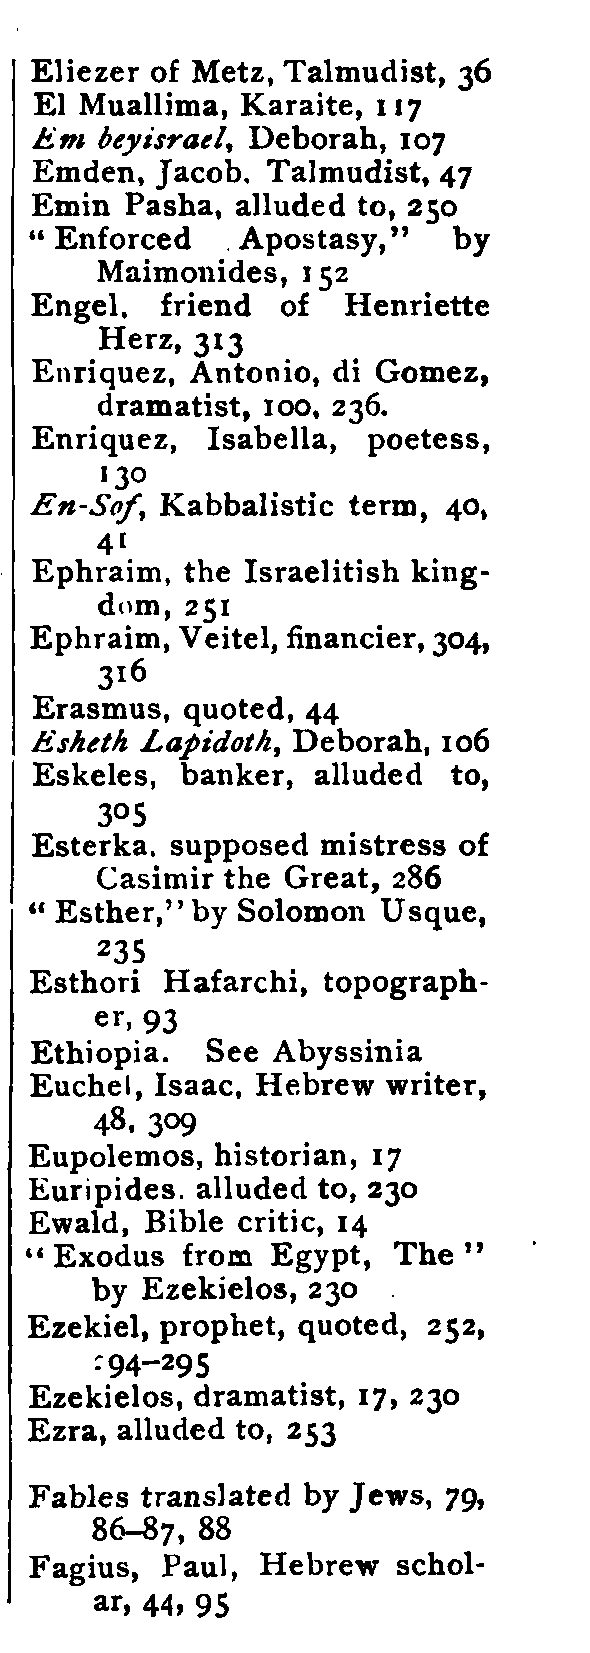 Eliezer of Metz, Talmudist, 36
El Muallima, Karaite, 117
Em beyisrael, Deborah, 107
Emden, Jacob. Talmudist, 47
Emin Pasha, alluded to, 250
“ Enforced Apostasy,” by
Maimonides, 152
Engel. friend of Henriette
Herz, 313
Enriquez, Antonio, di Gomez,
dramatist, 100, 236.
Enriquez, Isabella, poetess,
130
En-Sof, Kabbalistic term, 40,
41
Ephraim, the Israelitish king-
dom, 251
Ephraim, Veitel, financier, 304,
316
Erasmus, quoted, 44
Esheth Lapidoth, Deborah, 106
Eskeles, banker, alluded to,
305
Esterka. supposed mistress of
Casimir the Great, 286
“ Esther,” by Solomon Usque,
235
Esthori Hafarchi, topograph-
er, 93
Ethiopia. See Abyssinia
Euchel, Isaac, Hebrew writer,
48, 309
Eupolemos, historian, 17
Euripides. alluded to, 230
Ewald, Bible critic, 14
“ Exodus from Egypt, The ”
by Ezekielos, 230
Ezekiel, prophet, quoted, 252,
294–295
Ezekielos, dramatist, 17, 230
Ezra, alluded to, 253
Fables translated by Jews, 79,
86–87, 88
Fagius, Paul, Hebrew schol-
ar, 44, 95